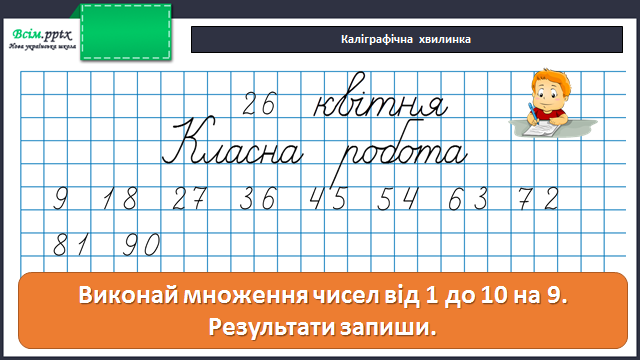 Всім.pptx
Нова українська школа
Каліграфічна хвилинка
26 квітня
Класна робота
9 18 27 36 45 54 63 72
81 90
Виконай множення чисел від 1 до 10 на 9.
Результати запиши.